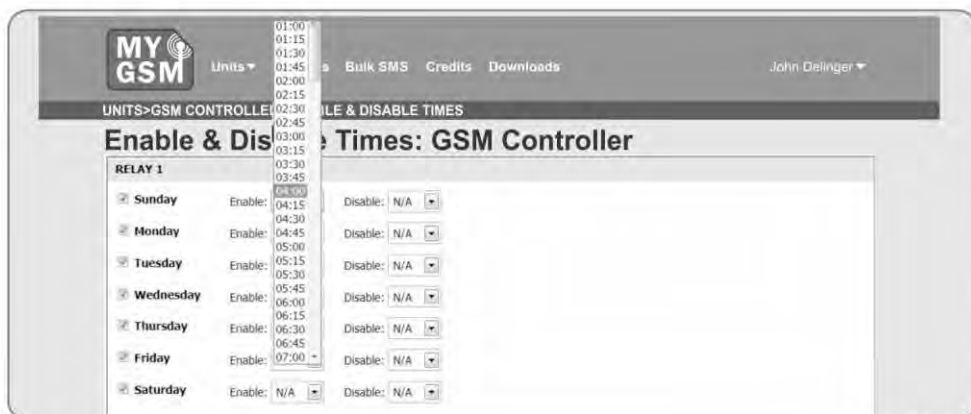 MY
GSM
Units s Bulk SMS Credits Downloads John Delinger
01:00
01:15
01:30
01:45
02:00
02:15
02:30
02:45
03:00
03:15
03:30
03:45
04:00
04:15
04:30
04:45
05:00
05:15
05:30
05:45
06:00
06:15
06:30
06:45
07:00
UNITS>GSM CONTROLLE LE & DISABLE TIMES
Enable & Dis e Times: GSM Controller
RELAY 1
Sunday Enable: Disable: N/A
Monday Enable: Disable: N/A
Tuesday Enable: Disable: N/A
Wednesday Enable: Disable: N/A
Thursday Enable: Disable: N/A
Friday Enable: Disable: N/A
Saturday Enable: N/A Disable: N/A